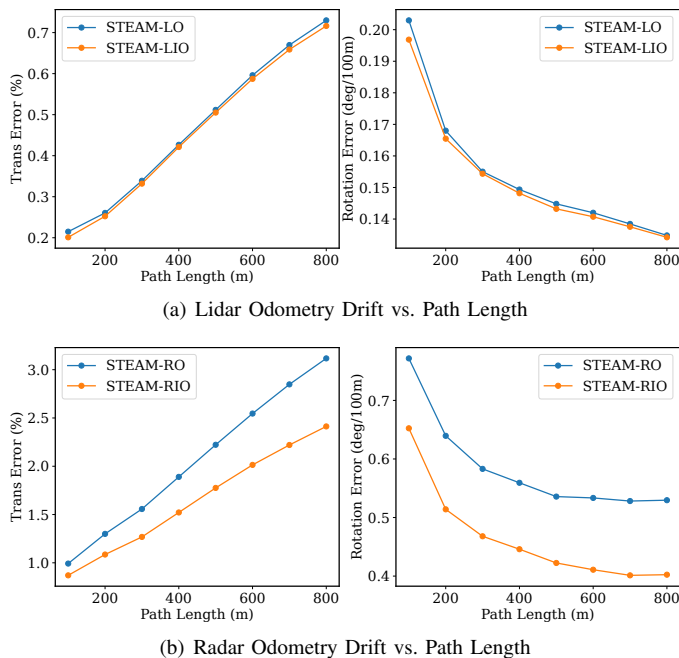 STEAM-LO
STEAM-LIO
Trans Error (%)
0.7
0.6
0.5
0.4
0.3
0.2
200 400 600 800
Path Length (m)
STEAM-LO
STEAM-LIO
Rotation Error (deg/100m)
0.20
0.19
0.18
0.17
0.16
0.15
0.14
200 400 600 800
Path Length (m)
(a) Lidar Odometry Drift vs. Path Length
STEAM-RO
STEAM-RIO
Trans Error (%)
3.0
2.5
2.0
1.5
1.0
200 400 600 800
Path Length (m)
STEAM-RO
STEAM-RIO
Rotation Error (deg/100m)
0.7
0.6
0.5
0.4
200 400 600 800
Path Length (m)
(b) Radar Odometry Drift vs. Path Length